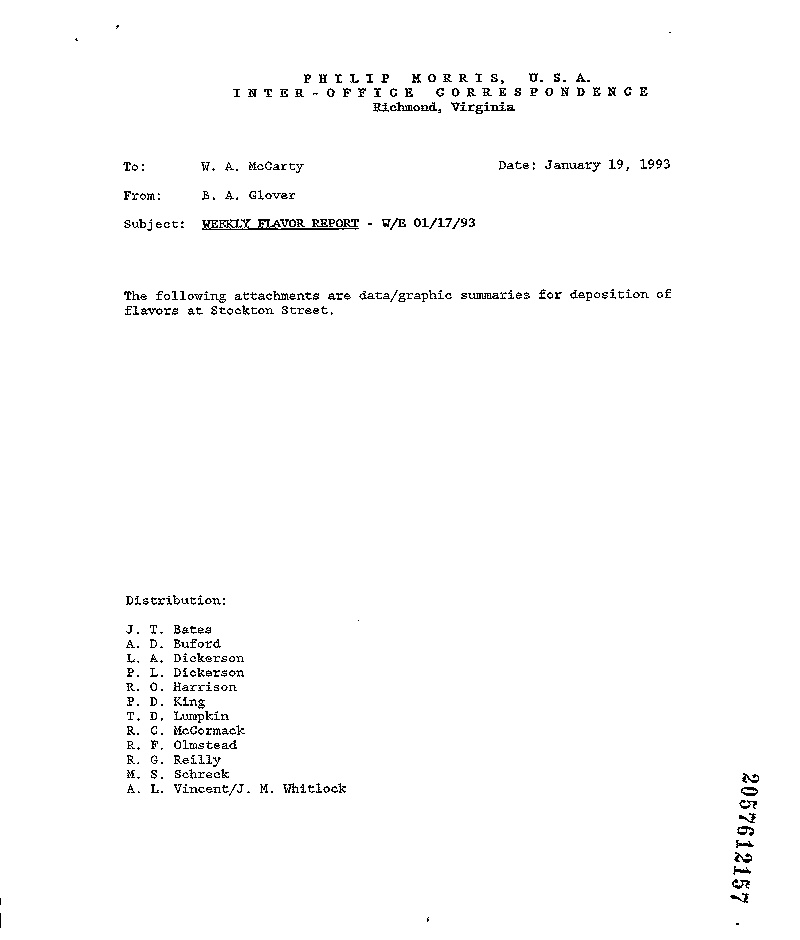 PHILIP MORRIS, U.S.A.
INTER-OFFICE CORRESPONDENCE
Richmond, Virginia
To: W. A. McCarty Date: January 19, 1993
From: B. A. Glover
Subject: WEEKLY FLAVOR REPORT - W/E 01/17/93
The following attachments are data/graphic summaries for deposition of
flavors at Stockton Street.
Distribution:
J. T. Bates
A. D. Buford
L. A. Dickerson
P. L. Dickerson
R. O. Harrison
P. D. King
T. D. Lumpkin
R. C. McCormack
R. F. Olmstead
R. G. Reilly
M. S. Schreck
A. L. Vincent/J. M. Whitlock
2057612157